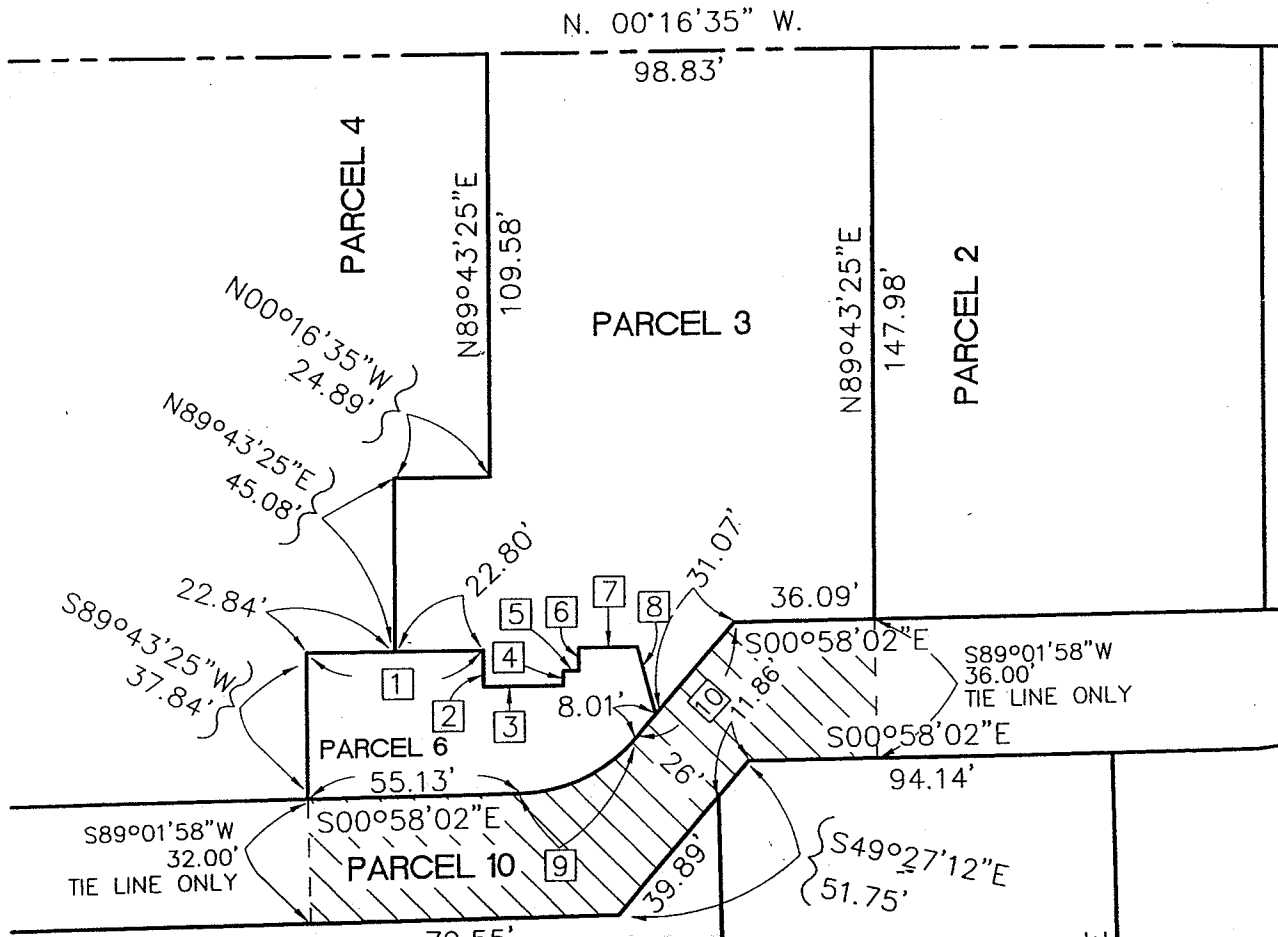 N. 00°16'35" W.
98.83'
PARCEL 4
N89°43'25"E
109.58'
PARCEL 3
N89°43'25"E
147.98'
PARCEL 2
N00°16'35"W
24.89'
N89°43'25"E
45.08'
22.84'
22.80'
S89°43'25"W
37.84'
1
2
3
4
5
6
7
8
31.07'
36.09'
S00°58'02"E
S89°01'58"W
36.00'
TIE LINE ONLY
8.01'
10
11.86'
S00°58'02"E
94.14'
PARCEL 6
55.13'
26'
S00°58'02"E
S89°01'58"W
32.00'
TIE LINE ONLY
PARCEL 10
9
39.89'
S49°27'12"E
51.75'